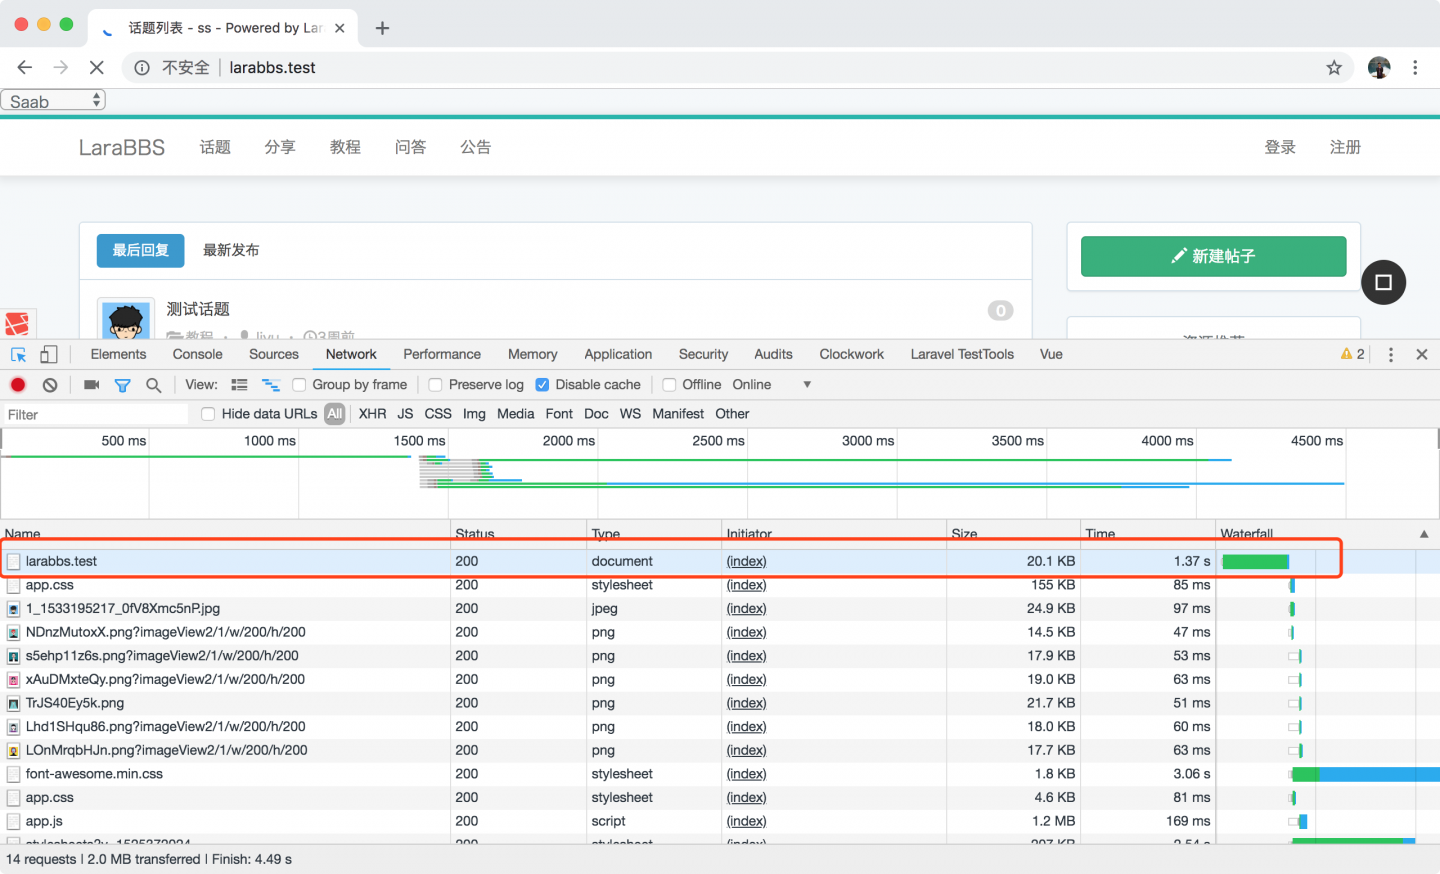 话题列表 - ss - Powered by Lar
不安全 larabbs.test
Saab
LaraBBS 话题 分享 教程 问答 公告 登录 注册
最后回复 最新发布
新建帖子
测试话题 0
教程 · liyu · 3周前
资源推荐
Elements Console Sources Network Performance Memory Application Security Audits Clockwork Laravel TestTools Vue 2
View: Group by frame Preserve log Disable cache Offline Online
Filter Hide data URLs All XHR JS CSS Img Media Font Doc WS Manifest Other
500 ms 1000 ms 1500 ms 2000 ms 2500 ms 3000 ms 3500 ms 4000 ms 4500 ms
Name Status Type Initiator Size Time Waterfall
larabbs.test 200 document (index) 20.1 KB 1.37 s
app.css 200 stylesheet (index) 155 KB 85 ms
1_1533195217_0fV8Xmc5nP.jpg 200 jpeg (index) 24.9 KB 97 ms
NDnzMutoxX.png?imageView2/1/w/200/h/200 200 png (index) 14.5 KB 47 ms
s5ehp11z6s.png?imageView2/1/w/200/h/200 200 png (index) 17.9 KB 53 ms
xAuDMxteQy.png?imageView2/1/w/200/h/200 200 png (index) 19.0 KB 63 ms
TrJS40Ey5k.png 200 png (index) 21.7 KB 51 ms
Lhd1SHqu86.png?imageView2/1/w/200/h/200 200 png (index) 18.0 KB 60 ms
LOnMrqbHJn.png?imageView2/1/w/200/h/200 200 png (index) 17.7 KB 63 ms
font-awesome.min.css 200 stylesheet (index) 1.8 KB 3.06 s
app.css 200 stylesheet (index) 4.6 KB 81 ms
app.js 200 script (index) 1.2 MB 169 ms
200 stylesheet (index)
14 requests | 2.0 MB transferred | Finish: 4.49 s